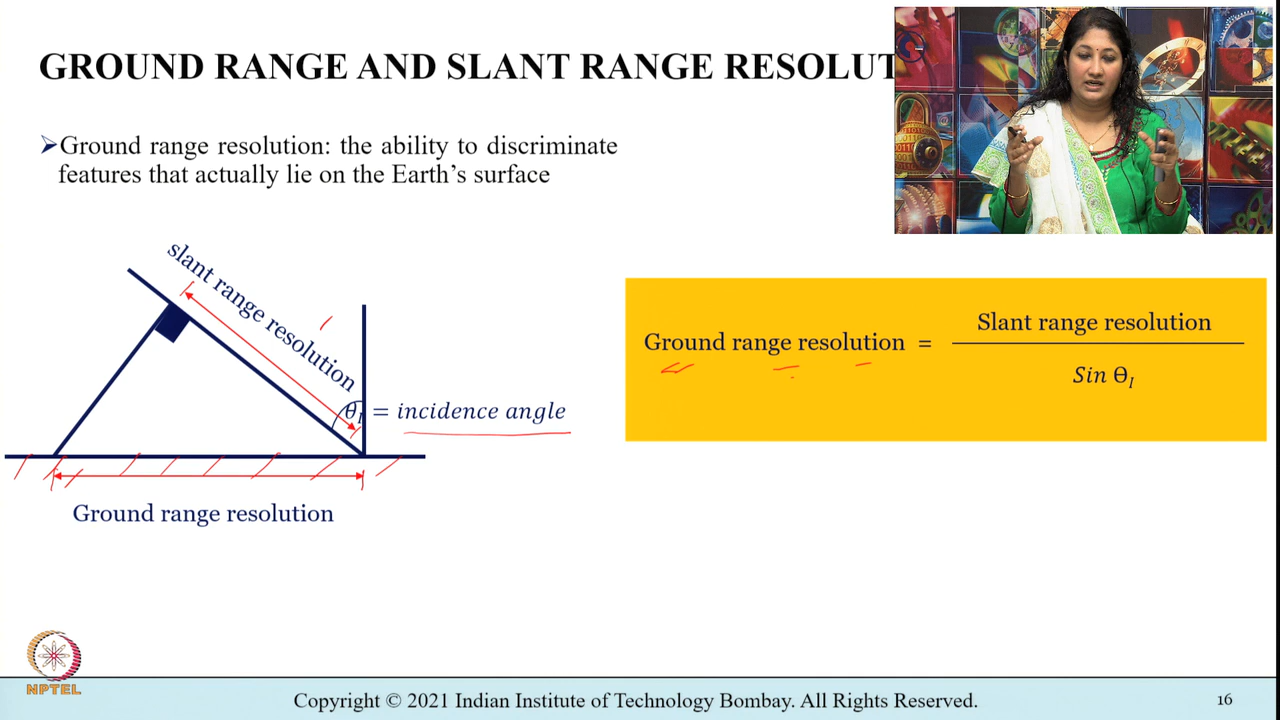 GROUND RANGE AND SLANT RANGE RESOLUT
➤Ground range resolution: the ability to discriminate
features that actually lie on the Earth's surface
slant range resolution
θI = incidence angle
Ground range resolution
Ground range resolution = Slant range resolution
Sin ΘI
NPTEL
Copyright © 2021 Indian Institute of Technology Bombay. All Rights Reserved.
16